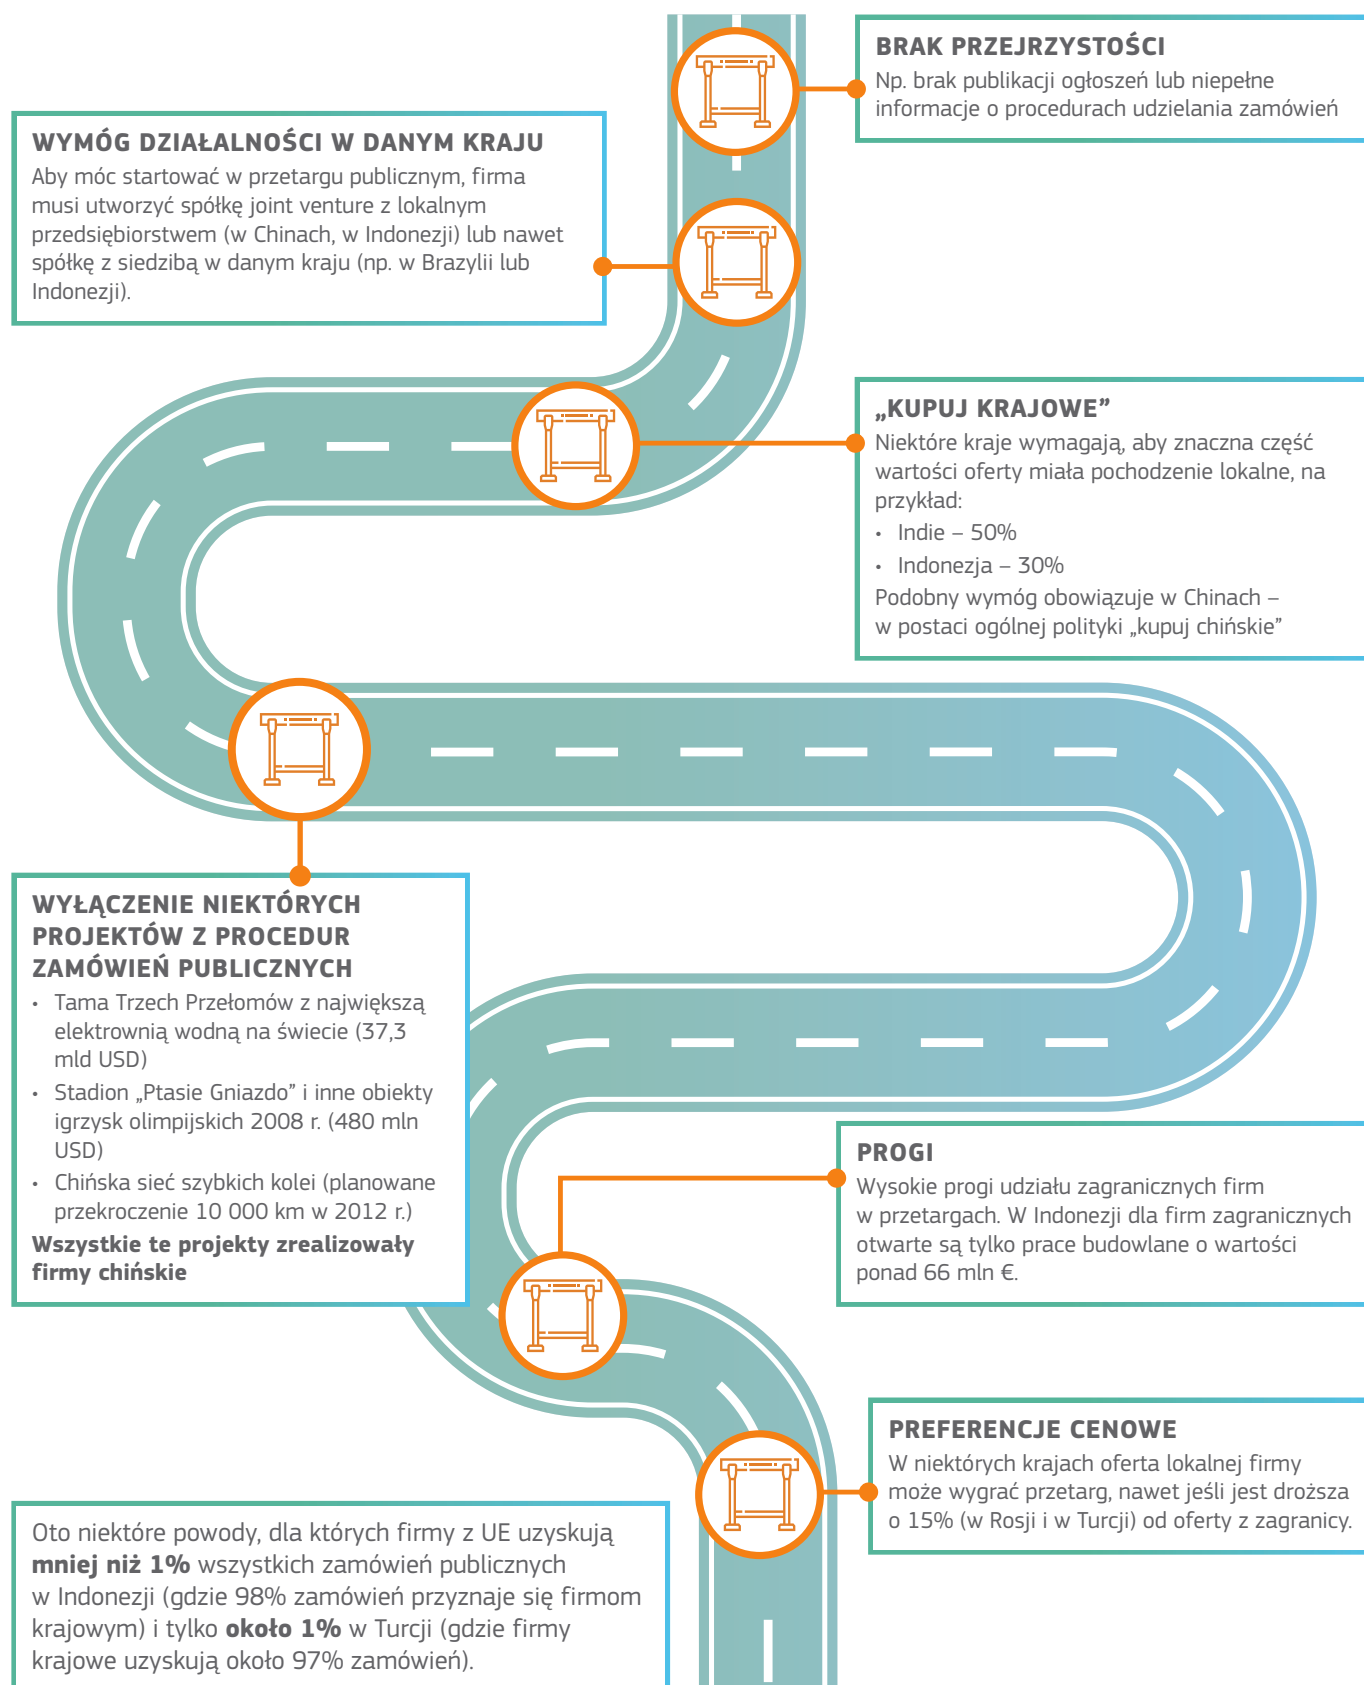 BRAK PRZEJRZYSTOŚCI
Np. brak publikacji ogłoszeń lub niepełne
informacje o procedurach udzielania zamówień
WYMÓG DZIAŁALNOŚCI W DANYM KRAJU
Aby móc startować w przetargu publicznym, firma
musi utworzyć spółkę joint venture z lokalnym
przedsiębiorstwem (w Chinach, w Indonezji) lub nawet
spółkę z siedzibą w danym kraju (np. w Brazylii lub
Indonezji).
„KUPUJ KRAJOWE”
Niektóre kraje wymagają, aby znaczna część
wartości oferty miała pochodzenie lokalne, na
przykład:
• Indie – 50%
• Indonezja – 30%
Podobny wymóg obowiązuje w Chinach –
w postaci ogólnej polityki „kupuj chińskie”
WYŁĄCZENIE NIEKTÓRYCH
PROJEKTÓW Z PROCEDUR
ZAMÓWIEŃ PUBLICZNYCH
• Tama Trzech Przełomów z największą
elektrownią wodną na świecie (37,3
mld USD)
• Stadion „Ptasie Gniazdo” i inne obiekty
igrzysk olimpijskich 2008 r. (480 mln
USD)
• Chińska sieć szybkich kolei (planowane
przekroczenie 10 000 km w 2012 r.)
Wszystkie te projekty zrealizowały
firmy chińskie
PROGI
Wysokie progi udziału zagranicznych firm
w przetargach. W Indonezji dla firm zagranicznych
otwarte są tylko prace budowlane o wartości
ponad 66 mln €.
PREFERENCJE CENOWE
W niektórych krajach oferta lokalnej firmy
może wygrać przetarg, nawet jeśli jest droższa
o 15% (w Rosji i w Turcji) od oferty z zagranicy.
Oto niektóre powody, dla których firmy z UE uzyskują
mniej niż 1% wszystkich zamówień publicznych
w Indonezji (gdzie 98% zamówień przyznaje się firmom
krajowym) i tylko około 1% w Turcji (gdzie firmy
krajowe uzyskują około 97% zamówień).